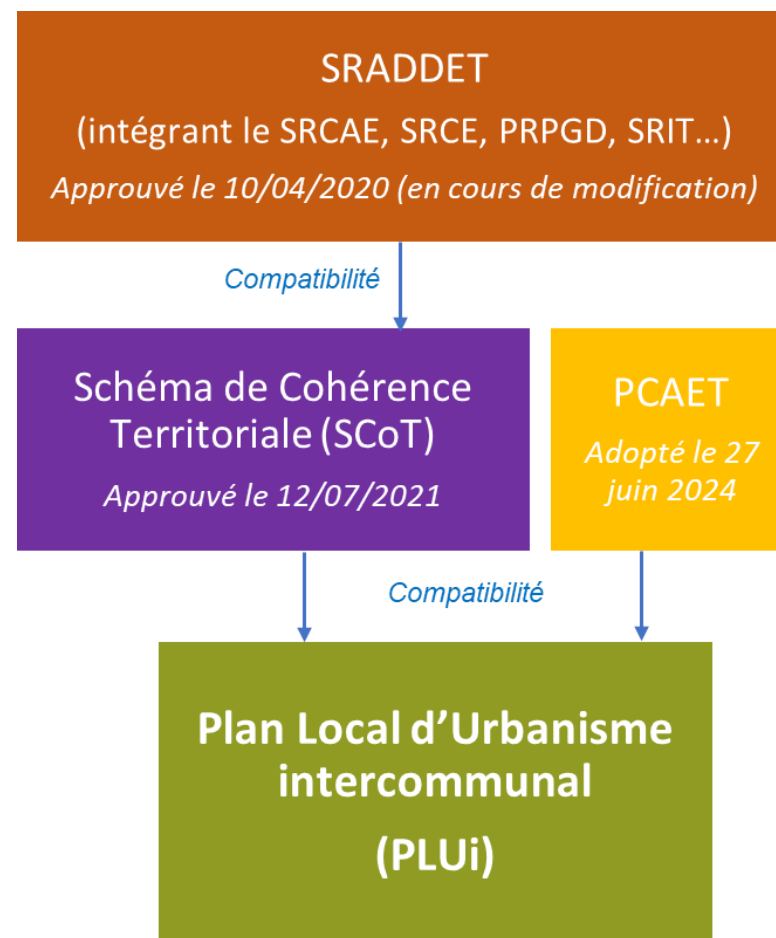 SRADDET
(intégrant le SRCAE, SRCE, PRPGD, SRIT...)
Approuvé le 10/04/2020 (en cours de modification)
Compatibilité
Schéma de Cohérence
Territoriale (SCoT)
Approuvé le 12/07/2021
PCAET
Adopté le 27
juin 2024
Compatibilité
Plan Local d’Urbanisme
intercommunal
(PLUi)